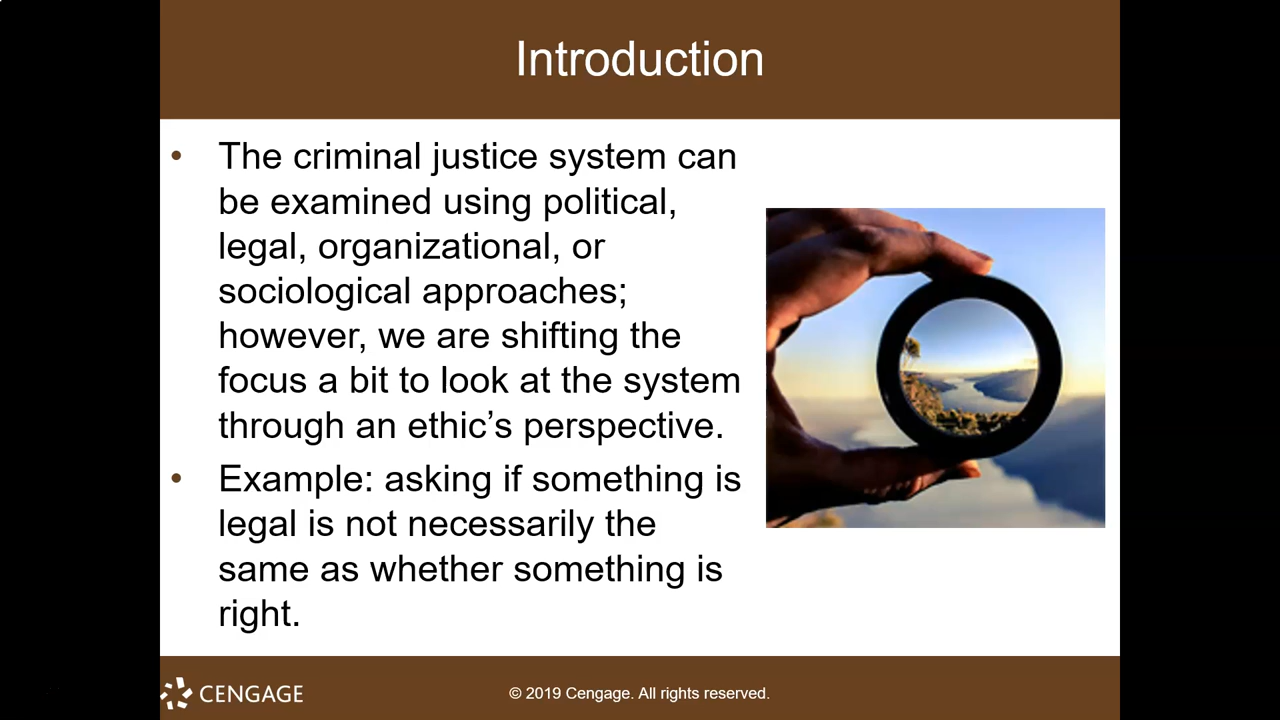 Introduction
• The criminal justice system can
be examined using political,
legal, organizational, or
sociological approaches;
however, we are shifting the
focus a bit to look at the system
through an ethic’s perspective.
• Example: asking if something is
legal is not necessarily the
same as whether something is
right.
CENGAGE
© 2019 Cengage. All rights reserved.